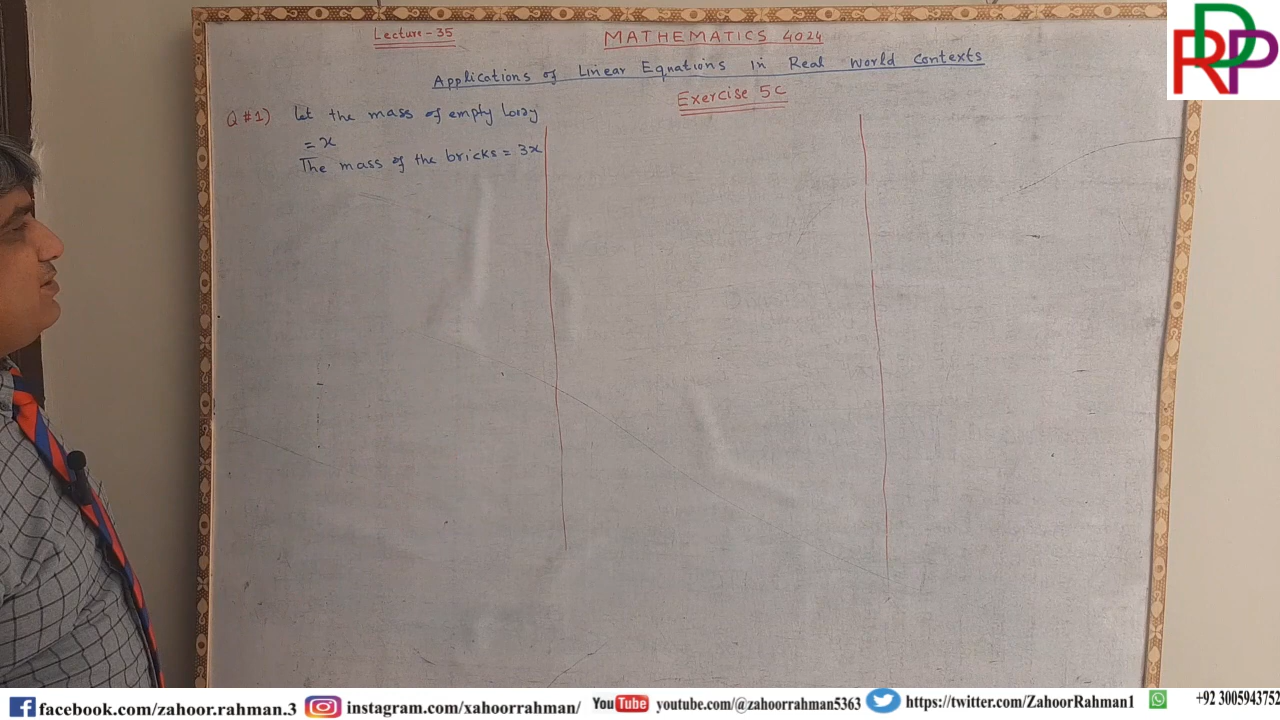 Lecture-35
MATHEMATICS 4024
Applications of Linear Equations in Real World Contexts
Exercise 5C
Q #1) Let the mass of empty lorry
= x
The mass of the bricks = 3x
RDP
facebook.com/zahoor.rahman.3
instagram.com/xahoorrahman/
YouTube youtube.com/@zahoorrahman5363
https://twitter.com/ZahoorRahman1
+92 3005943752